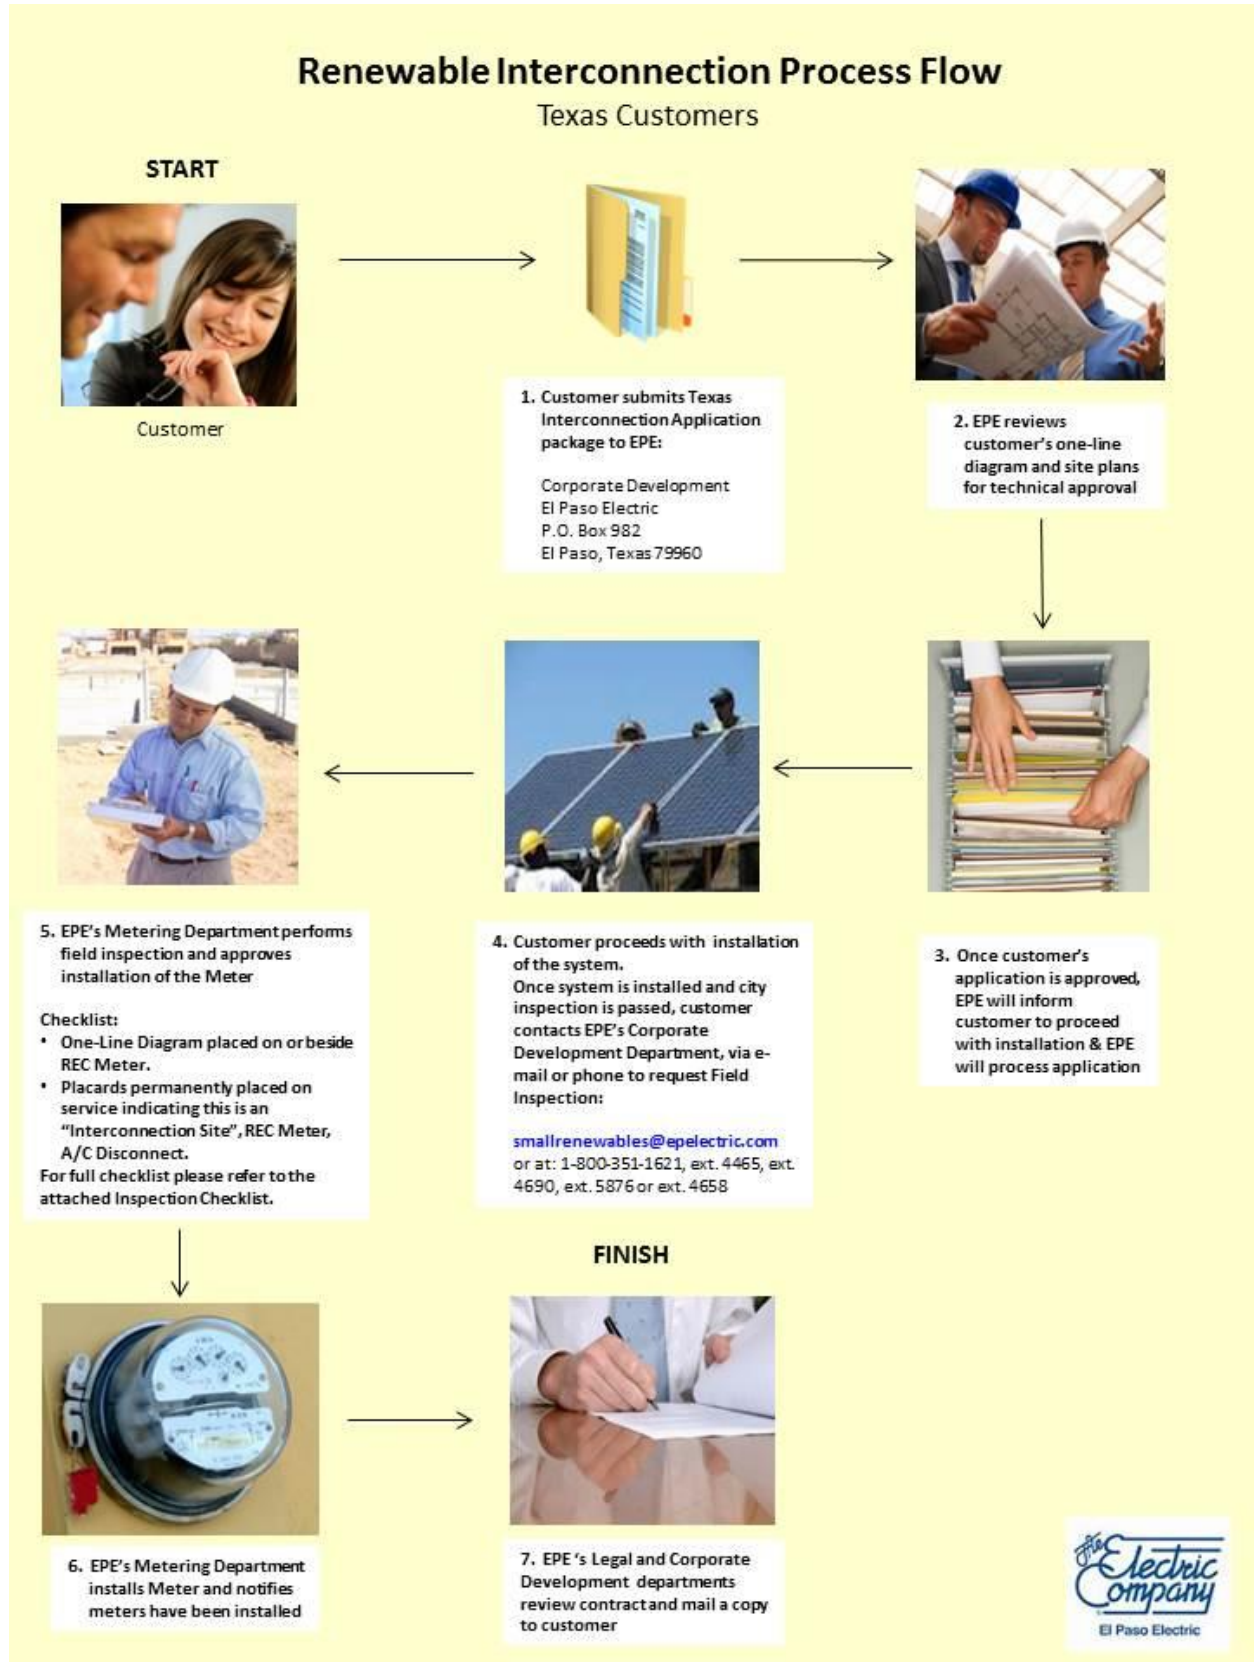 Renewable Interconnection Process Flow
Texas Customers
START
Customer
1. Customer submits Texas
Interconnection Application
package to EPE:
Corporate Development
El Paso Electric
P.O. Box 982
El Paso, Texas 79960
2. EPE reviews
customer's one-line
diagram and site plans
for technical approval
3. Once customer's
application is approved,
EPE will inform
customer to proceed
with installation & EPE
will process application
4. Customer proceeds with installation
of the system.
Once system is installed and city
inspection is passed, customer
contacts EPE's Corporate
Development Department, via e-
mail or phone to request Field
Inspection:
smallrenewables@epelectric.com
or at: 1-800-351-1621, ext. 4465, ext.
4690, ext. 5876 or ext. 4658
5. EPE's Metering Department performs
field inspection and approves
installation of the Meter
Checklist:
• One-Line Diagram placed on or beside
REC Meter.
• Placards permanently placed on
service indicating this is an
"Interconnection Site", REC Meter,
A/C Disconnect.
For full checklist please refer to the
attached Inspection Checklist.
6. EPE's Metering Department
installs Meter and notifies
meters have been installed
FINISH
7. EPE 's Legal and Corporate
Development departments
review contract and mail a copy
to customer
The
Electric
Company
El Paso Electric